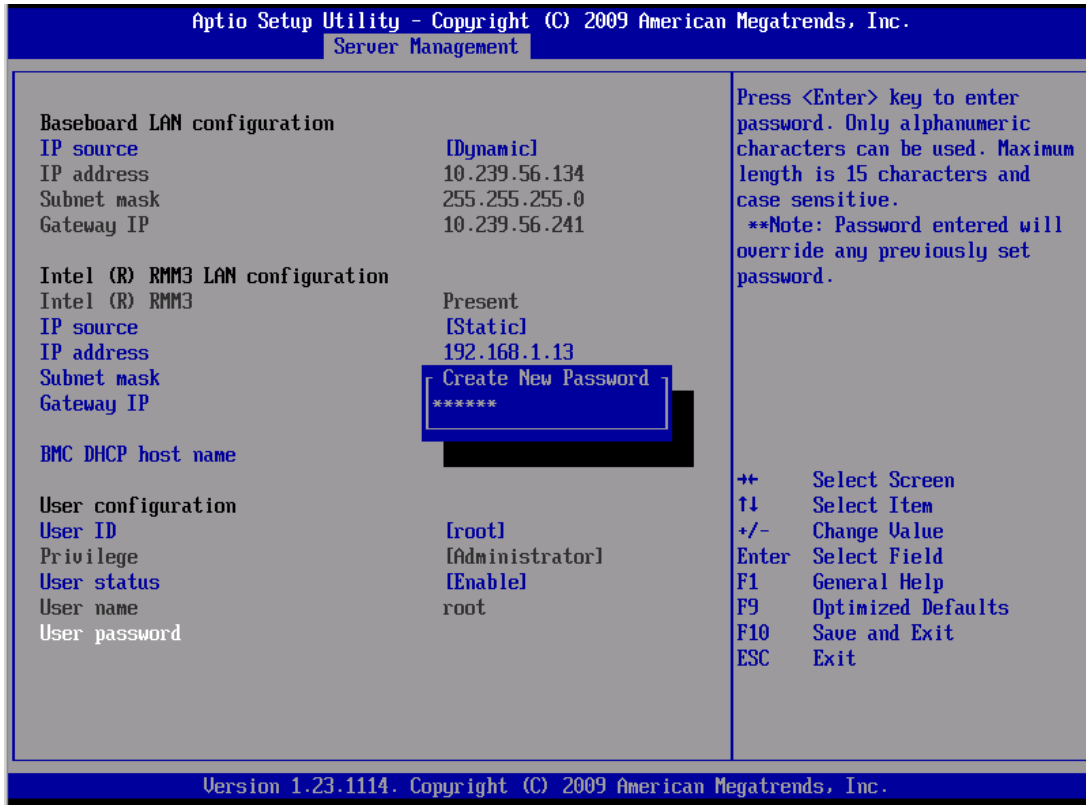 Aptio Setup Utility - Copyright (C) 2009 American Megatrends, Inc.
Server Management
Baseboard LAN configuration
IP source [Dynamic]
IP address 10.239.56.134
Subnet mask 255.255.255.0
Gateway IP 10.239.56.241
Intel (R) RMM3 LAN configuration
Intel (R) RMM3 Present
IP source [Static]
IP address 192.168.1.13
Subnet mask
Gateway IP
Create New Password
******
BMC DHCP host name
User configuration
User ID [root]
Privilege [Administrator]
User status [Enable]
User name root
User password
Press <Enter> key to enter
password. Only alphanumeric
characters can be used. Maximum
length is 15 characters and
case sensitive.
**Note: Password entered will
override any previously set
password.
→← Select Screen
↑↓ Select Item
+/- Change Value
Enter Select Field
F1 General Help
F9 Optimized Defaults
F10 Save and Exit
ESC Exit
Version 1.23.1114. Copyright (C) 2009 American Megatrends, Inc.